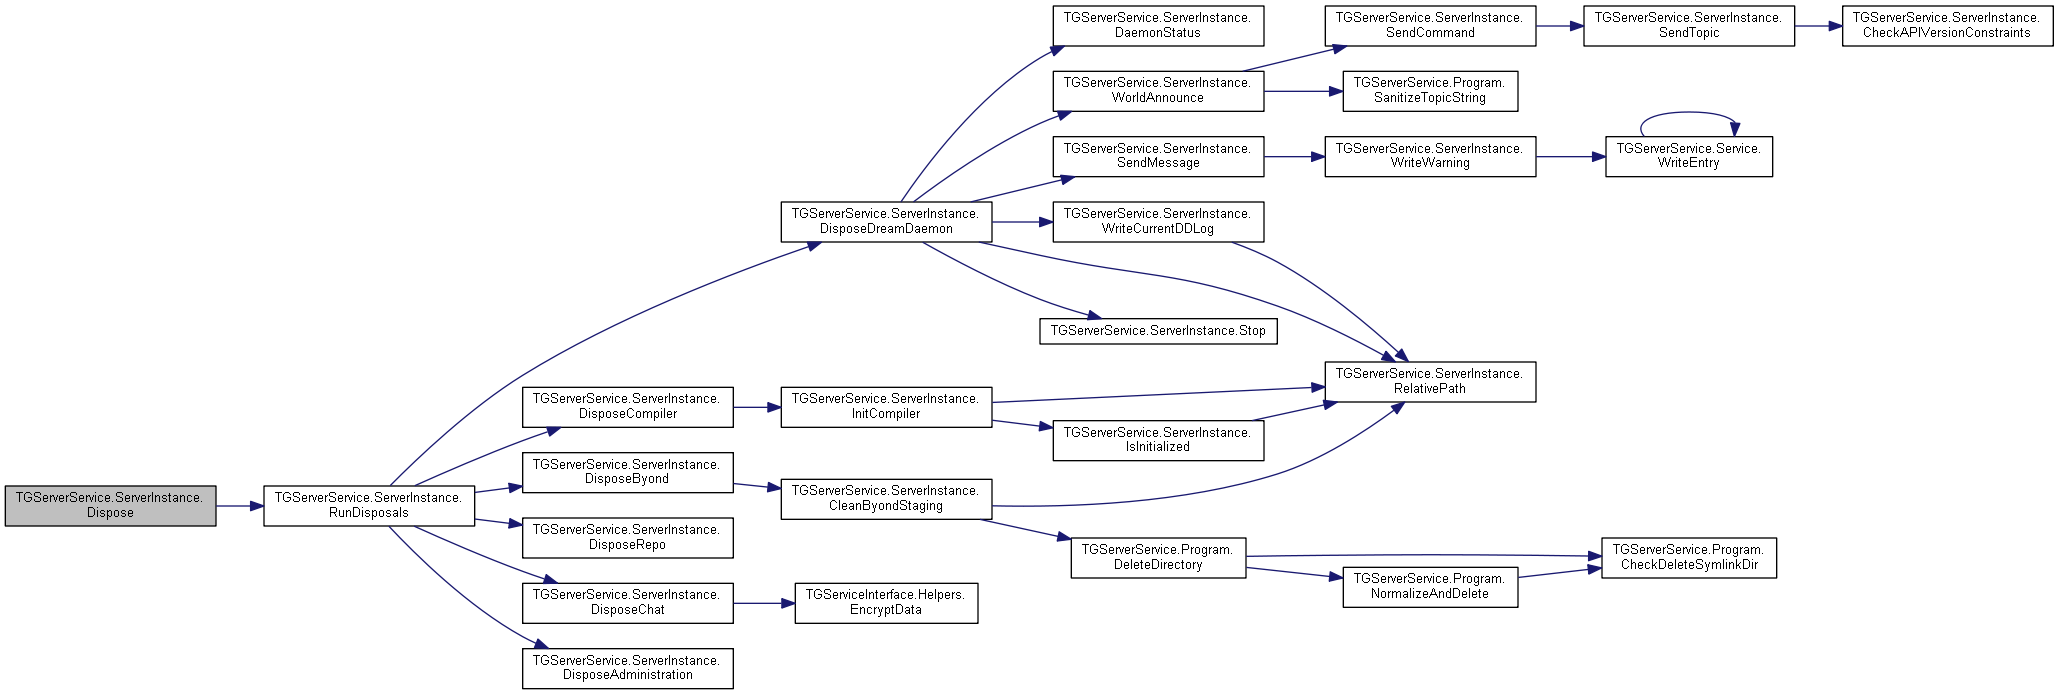 TGServerService.ServerInstance.
Dispose
TGServerService.ServerInstance.
RunDisposals
TGServerService.ServerInstance.
DisposeDreamDaemon
TGServerService.ServerInstance.
DisposeCompiler
TGServerService.ServerInstance.
DisposeByond
TGServerService.ServerInstance.
DisposeRepo
TGServerService.ServerInstance.
DisposeChat
TGServerService.ServerInstance.
DisposeAdministration
TGServerService.ServerInstance.
InitCompiler
TGServerService.ServerInstance.
CleanByondStaging
TGServiceInterface.Helpers.
EncryptData
TGServerService.ServerInstance.
DaemonStatus
TGServerService.ServerInstance.
WorldAnnounce
TGServerService.ServerInstance.
SendMessage
TGServerService.ServerInstance.
WriteCurrentDDLog
TGServerService.ServerInstance.Stop
TGServerService.ServerInstance.
IsInitialized
TGServerService.Program.
DeleteDirectory
TGServerService.ServerInstance.
SendCommand
TGServerService.Program.
SanitizeTopicString
TGServerService.ServerInstance.
WriteWarning
TGServerService.ServerInstance.
RelativePath
TGServerService.Program.
NormalizeAndDelete
TGServerService.ServerInstance.
SendTopic
TGServerService.Service.
WriteEntry
TGServerService.Program.
CheckDeleteSymlinkDir
TGServerService.ServerInstance.
CheckAPIVersionConstraints